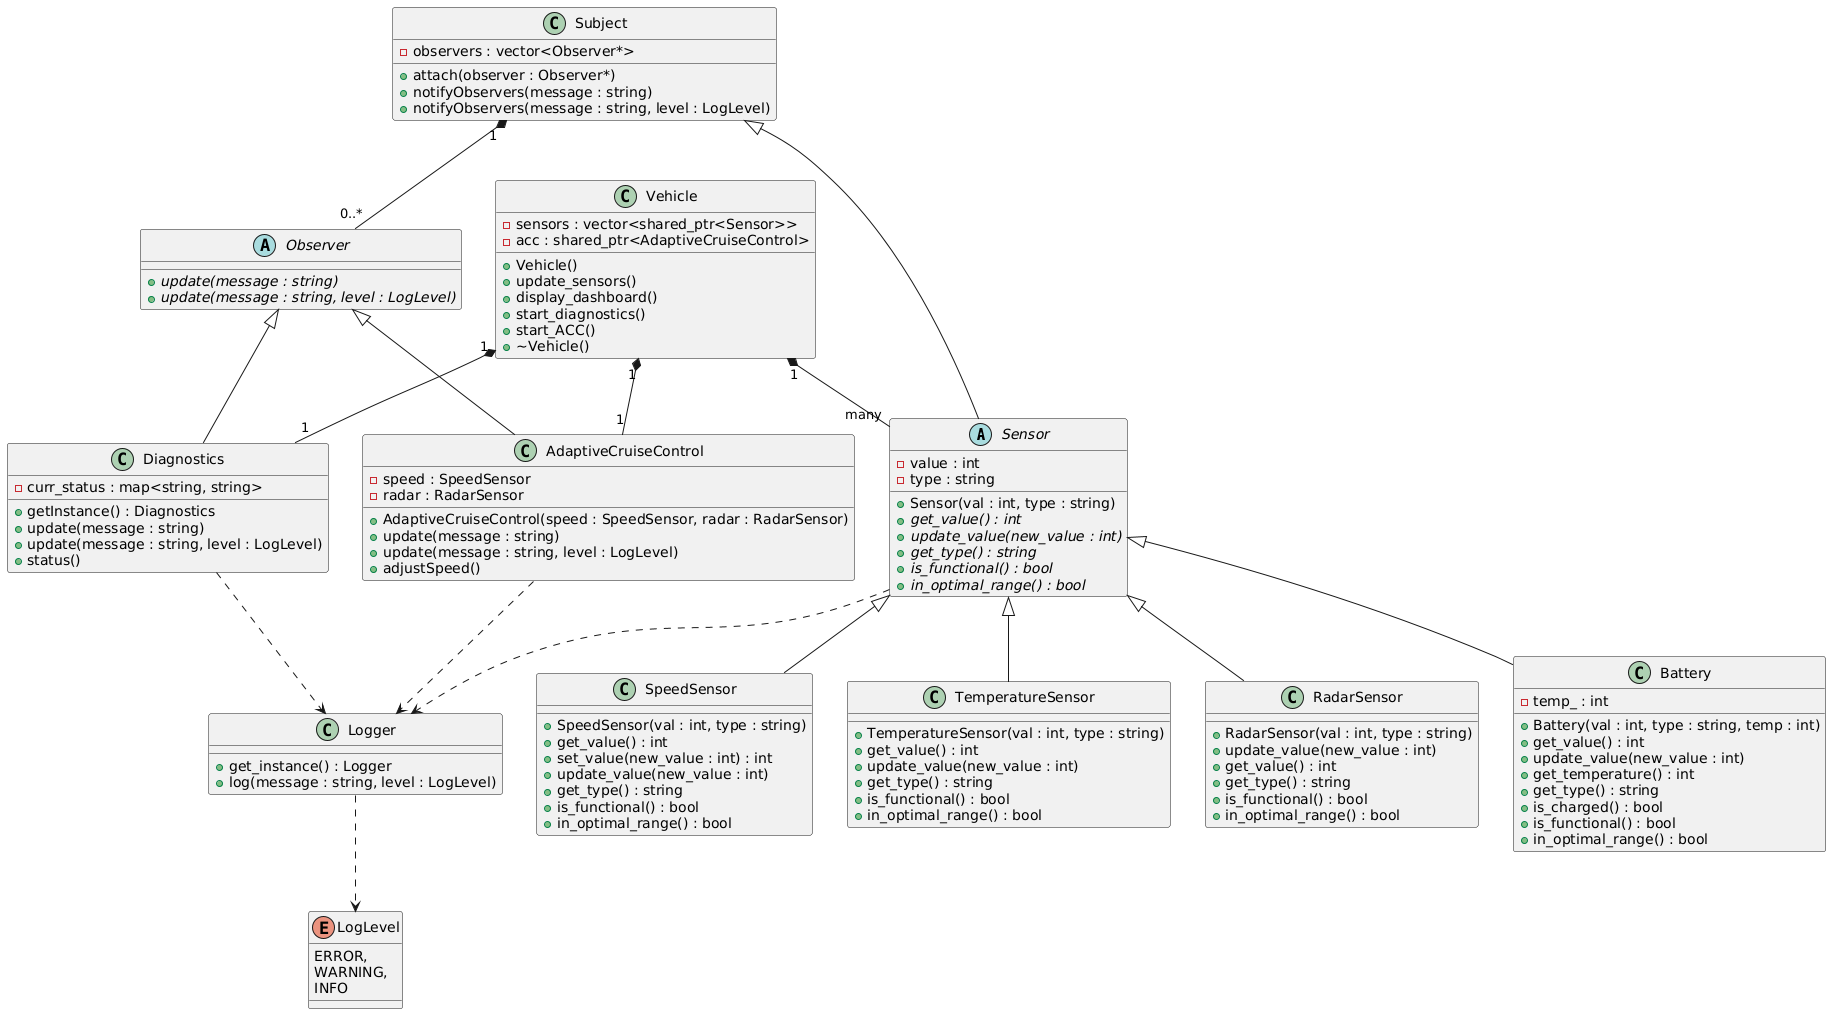 C Subject
observers : vector<Observer*>
attach(observer : Observer*)
notifyObservers(message : string)
notifyObservers(message : string, level : LogLevel)
1
0..*
A Observer
update(message : string)
update(message : string, level : LogLevel)
C Vehicle
sensors : vector<shared_ptr<Sensor>>
acc : shared_ptr<AdaptiveCruiseControl>
Vehicle()
update_sensors()
display_dashboard()
start_diagnostics()
start_ACC()
~Vehicle()
1
1
1
1
1
many
C Diagnostics
curr_status : map<string, string>
getInstance() : Diagnostics
update(message : string)
update(message : string, level : LogLevel)
status()
C AdaptiveCruiseControl
speed : SpeedSensor
radar : RadarSensor
AdaptiveCruiseControl(speed : SpeedSensor, radar : RadarSensor)
update(message : string)
update(message : string, level : LogLevel)
adjustSpeed()
A Sensor
value : int
type : string
Sensor(val : int, type : string)
get_value() : int
update_value(new_value : int)
get_type() : string
is_functional() : bool
in_optimal_range() : bool
C Logger
get_instance() : Logger
log(message : string, level : LogLevel)
C SpeedSensor
SpeedSensor(val : int, type : string)
get_value() : int
set_value(new_value : int) : int
update_value(new_value : int)
get_type() : string
is_functional() : bool
in_optimal_range() : bool
C TemperatureSensor
TemperatureSensor(val : int, type : string)
get_value() : int
update_value(new_value : int)
get_type() : string
is_functional() : bool
in_optimal_range() : bool
C RadarSensor
RadarSensor(val : int, type : string)
update_value(new_value : int)
get_value() : int
get_type() : string
is_functional() : bool
in_optimal_range() : bool
C Battery
temp_ : int
Battery(val : int, type : string, temp : int)
get_value() : int
update_value(new_value : int)
get_temperature() : int
get_type() : string
is_charged() : bool
is_functional() : bool
in_optimal_range() : bool
E LogLevel
ERROR,
WARNING,
INFO